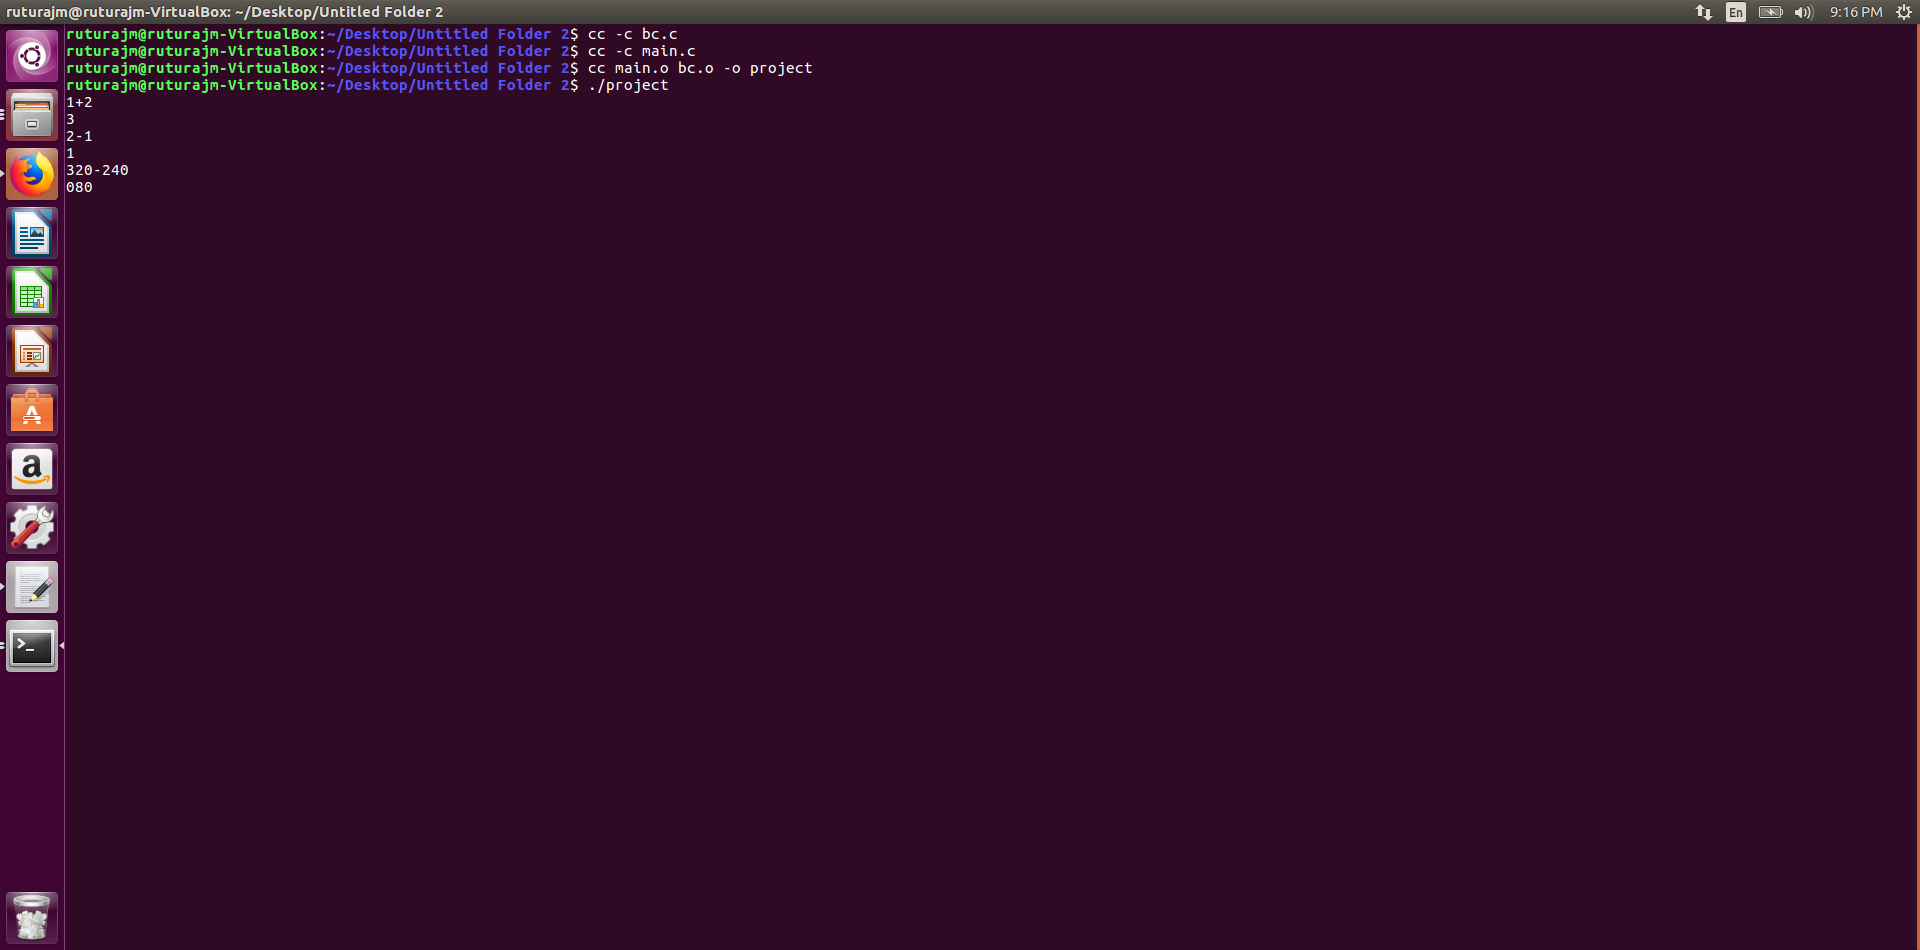 ruturajm@ruturajm-VirtualBox: ~/Desktop/Untitled Folder 2
En
9:16 PM
ruturajm@ruturajm-VirtualBox:~/Desktop/Untitled Folder 2$ cc -c bc.c
ruturajm@ruturajm-VirtualBox:~/Desktop/Untitled Folder 2$ cc -c main.c
ruturajm@ruturajm-VirtualBox:~/Desktop/Untitled Folder 2$ cc main.o bc.o -o project
ruturajm@ruturajm-VirtualBox:~/Desktop/Untitled Folder 2$ ./project
1+2
3
2-1
1
320-240
080